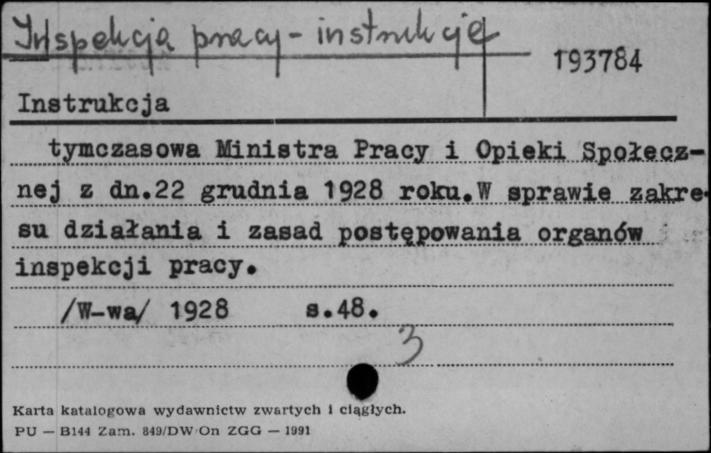 Inspekcja pracy - instrukcje
193784
Instrukcja
tymczasowa Ministra Pracy i Opieki Społecz-
nej z dn.22 grudnia 1928 roku.W sprawie zakre-
su działania i zasad postępowania organów
inspekcji pracy.
/W-wa/ 1928 s.48.
3
Karta katalogowa wydawnictw zwartych i ciągłych.
PU — B144 Zam. 849/DW On ZGG — 1991